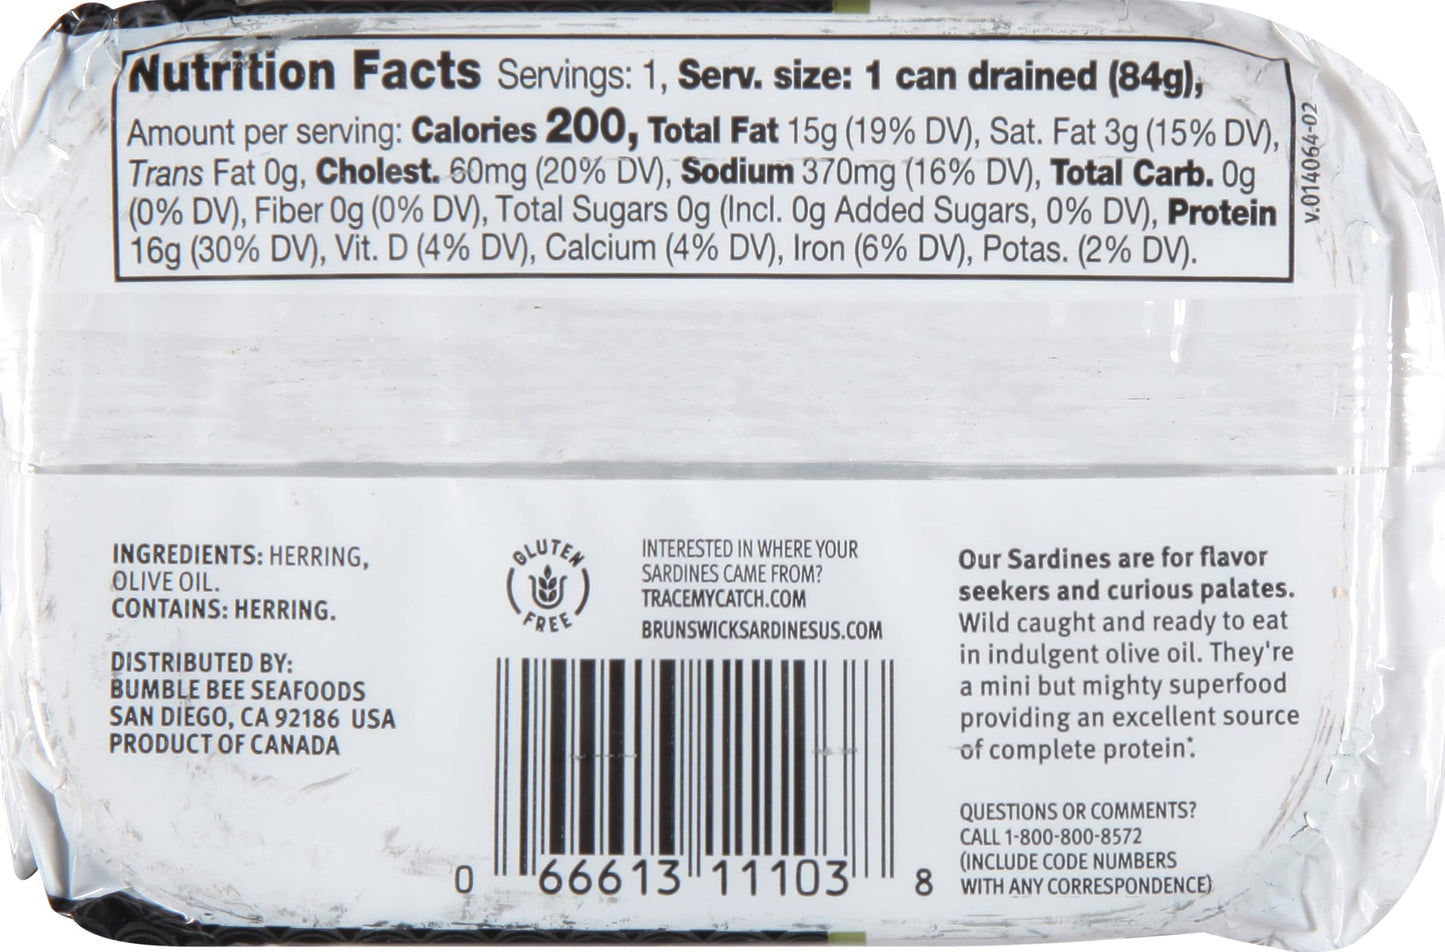 Nutrition Facts Servings: 1, Serv. size: 1 can drained (84g),
Amount per serving: Calories 200, Total Fat 15g (19% DV), Sat. Fat 3g (15% DV),
Trans Fat 0g, Cholest. 60mg (20% DV), Sodium 370mg (16% DV), Total Carb. 0g
(0% DV), Fiber 0g (0% DV), Total Sugars 0g (Incl. 0g Added Sugars, 0% DV), Protein
16g (30% DV), Vit. D (4% DV), Calcium (4% DV), Iron (6% DV), Potas. (2% DV).
v.014064-02
INGREDIENTS: HERRING,
OLIVE OIL.
CONTAINS: HERRING.
DISTRIBUTED BY:
BUMBLE BEE SEAFOODS
SAN DIEGO, CA 92186 USA
PRODUCT OF CANADA
GLUTEN
FREE
INTERESTED IN WHERE YOUR
SARDINES CAME FROM?
TRACEMYCATCH.COM
BRUNSWICKSARDINESUS.COM
0 66613 11103 8
Our Sardines are for flavor
seekers and curious palates.
Wild caught and ready to eat
in indulgent olive oil. They're
a mini but mighty superfood
providing an excellent source
of complete protein*.
QUESTIONS OR COMMENTS?
CALL 1-800-800-8572
(INCLUDE CODE NUMBERS
WITH ANY CORRESPONDENCE)